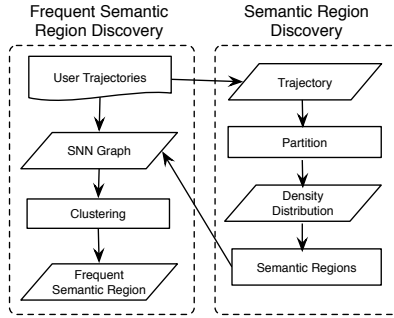 Frequent Semantic
Region Discovery
User Trajectories
SNN Graph
Clustering
Frequent
Semantic Region
Semantic Region
Discovery
Trajectory
Partition
Density
Distribution
Semantic Regions